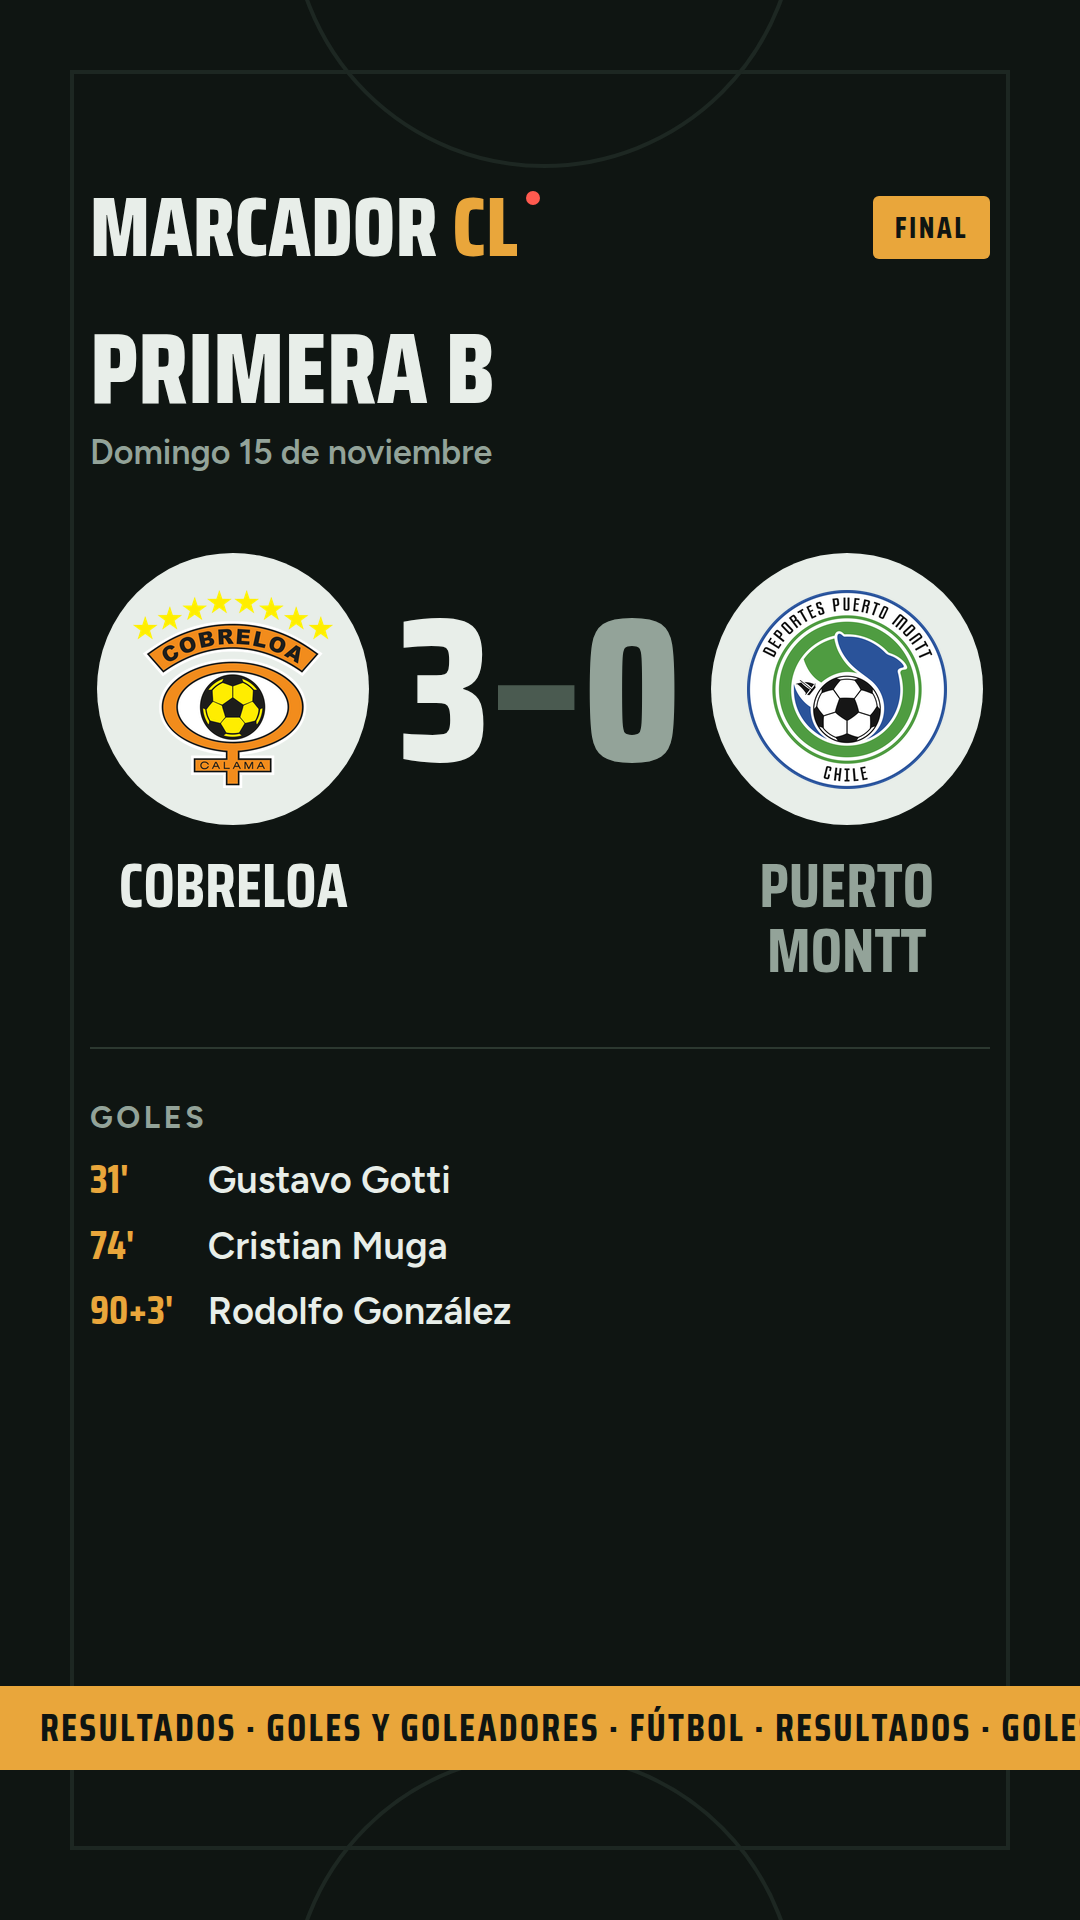 MARCADOR CL
FINAL
PRIMERA B
Domingo 15 de noviembre
COBRELOA
CALAMA
3–0
DEPORTES PUERTO MONTT
CHILE
COBRELOA
PUERTO
MONTT
GOLES
31' Gustavo Gotti
74' Cristian Muga
90+3' Rodolfo González
RESULTADOS · GOLES Y GOLEADORES · FÚTBOL · RESULTADOS · GOLES